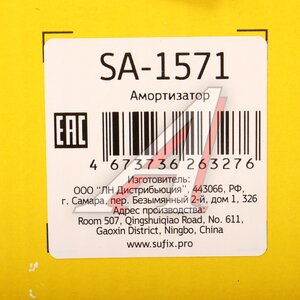 SA-1571
Амортизатор
EAC
4 673736 263276
Изготовитель:
ООО "ЛН Дистрибьюция", 443066, РФ,
г. Самара, пер. Безымянный 2-й, дом 1, 326
Адрес производства:
Room 507, Qingshuiqiao Road, No. 611,
Gaoxin District, Ningbo, China
www.sufix.pro